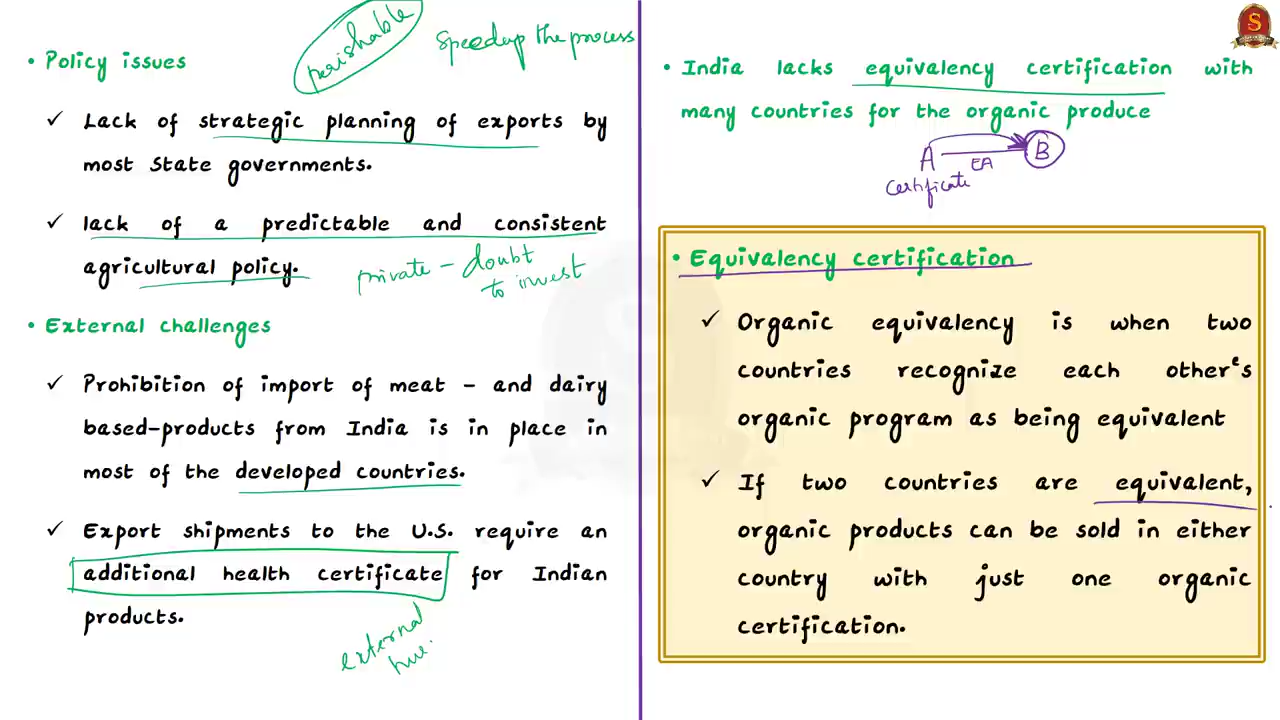 perishable
speedup the process
• Policy issues
✓ Lack of strategic planning of exports by
most State governments.
✓ lack of a predictable and consistent
agricultural policy.
private - doubt
to invest
• External challenges
✓ Prohibition of import of meat - and dairy
based-products from India is in place in
most of the developed countries.
✓ Export shipments to the U.S. require an
additional health certificate for Indian
products.
external
• India lacks equivalency certification with
many countries for the organic produce
A B
EA
certificate
• Equivalency certification
✓ Organic equivalency is when two
countries recognize each other's
organic program as being equivalent
✓ If two countries are equivalent,
organic products can be sold in either
country with just one organic
certification.
S